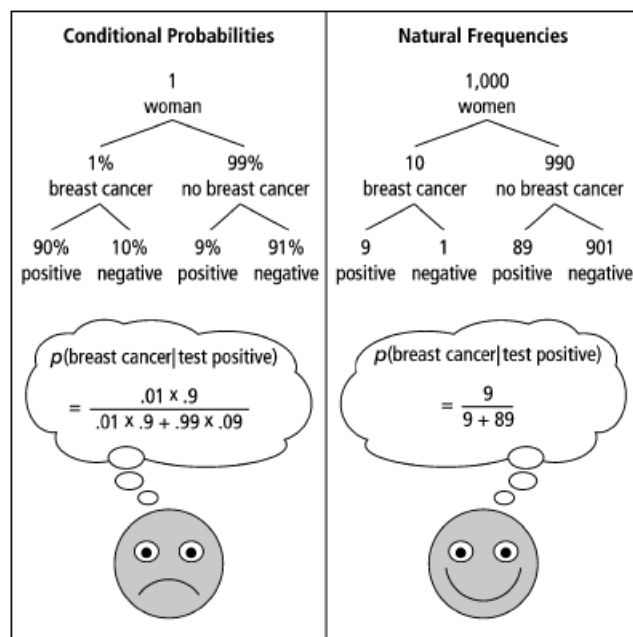 Conditional Probabilities
1
woman
1% 99%
breast cancer no breast cancer
90% 10% 9% 91%
positive negative positive negative
p(breast cancer|test positive)
= .01 × .9
.01 × .9 + .99 × .09
Natural Frequencies
1,000
women
10 990
breast cancer no breast cancer
9 1 89 901
positive negative positive negative
p(breast cancer|test positive)
= 9
9 + 89